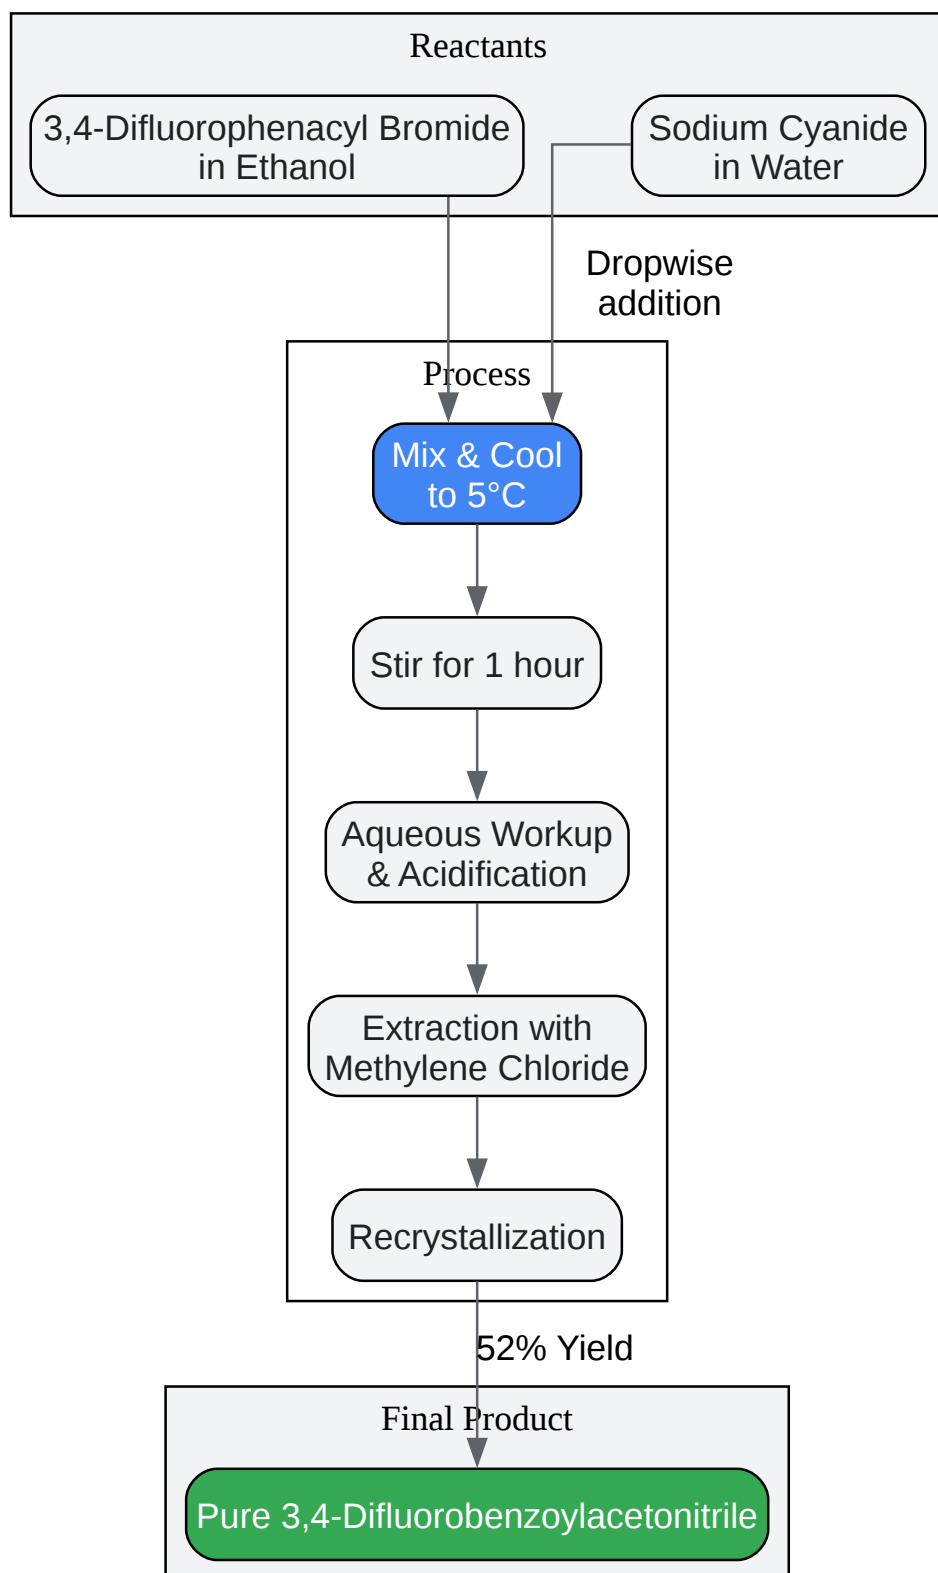 Reactants
3,4-Difluorophenacyl Bromide
in Ethanol
Sodium Cyanide
in Water
Dropwise
addition
Process
Mix & Cool
to 5°C
Stir for 1 hour
Aqueous Workup
& Acidification
Extraction with
Methylene Chloride
Recrystallization
52% Yield
Final Product
Pure 3,4-Difluorobenzoylacetonitrile